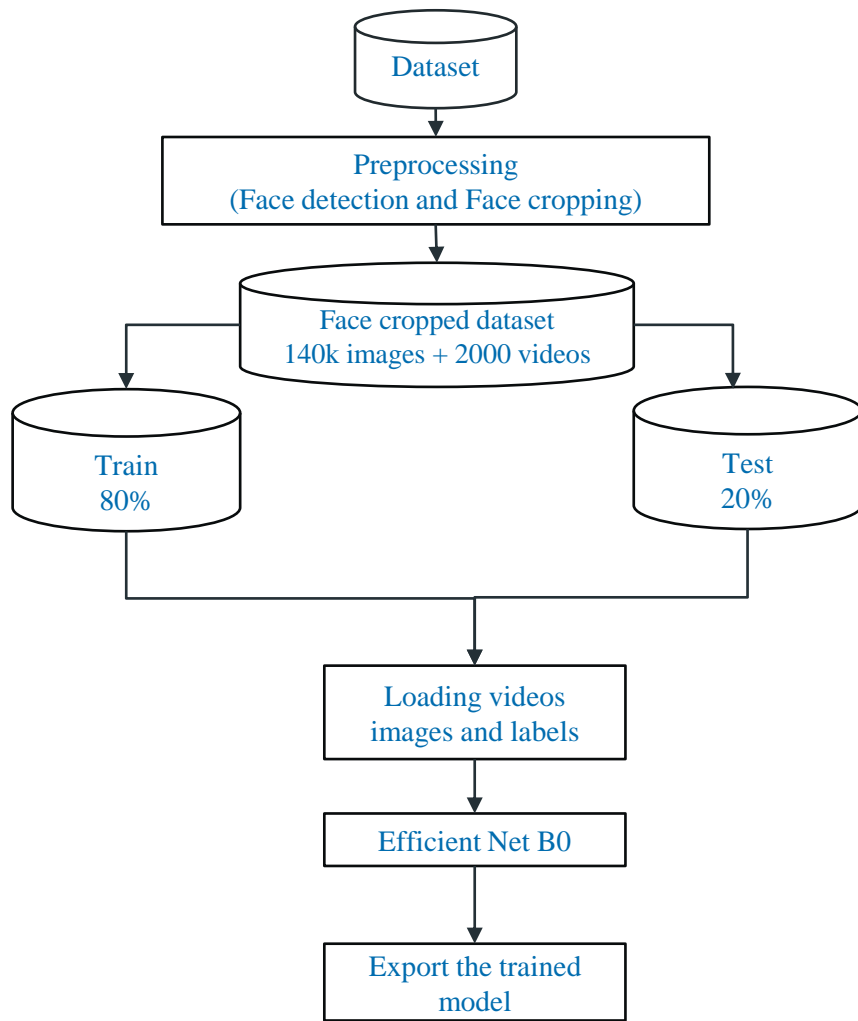 Dataset
Preprocessing
(Face detection and Face cropping)
Face cropped dataset
140k images + 2000 videos
Train
80%
Test
20%
Loading videos
images and labels
Efficient Net B0
Export the trained
model